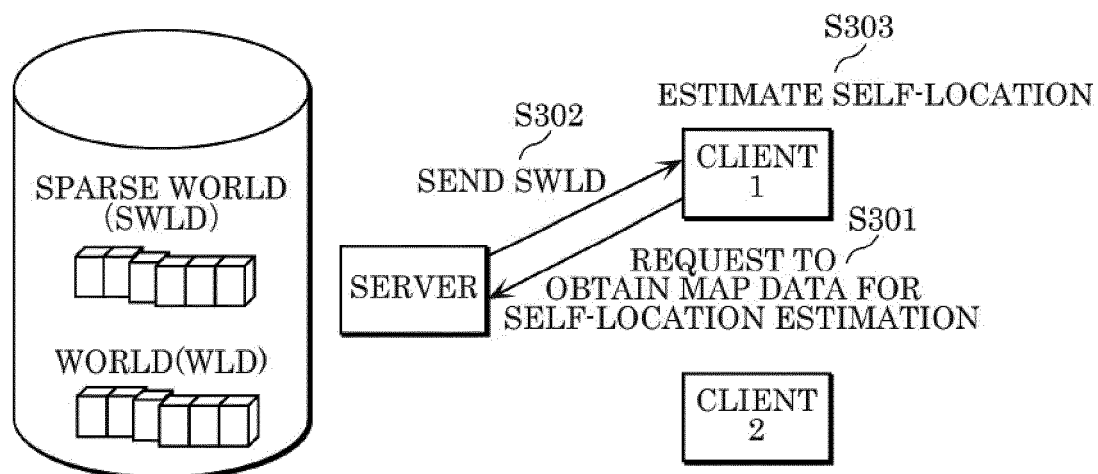 S303
ESTIMATE SELF-LOCATION
S302
SEND SWLD
CLIENT
1
SPARSE WORLD
(SWLD)
S301
SERVER
REQUEST TO
OBTAIN MAP DATA FOR
SELF-LOCATION ESTIMATION
WORLD(WLD)
CLIENT
2